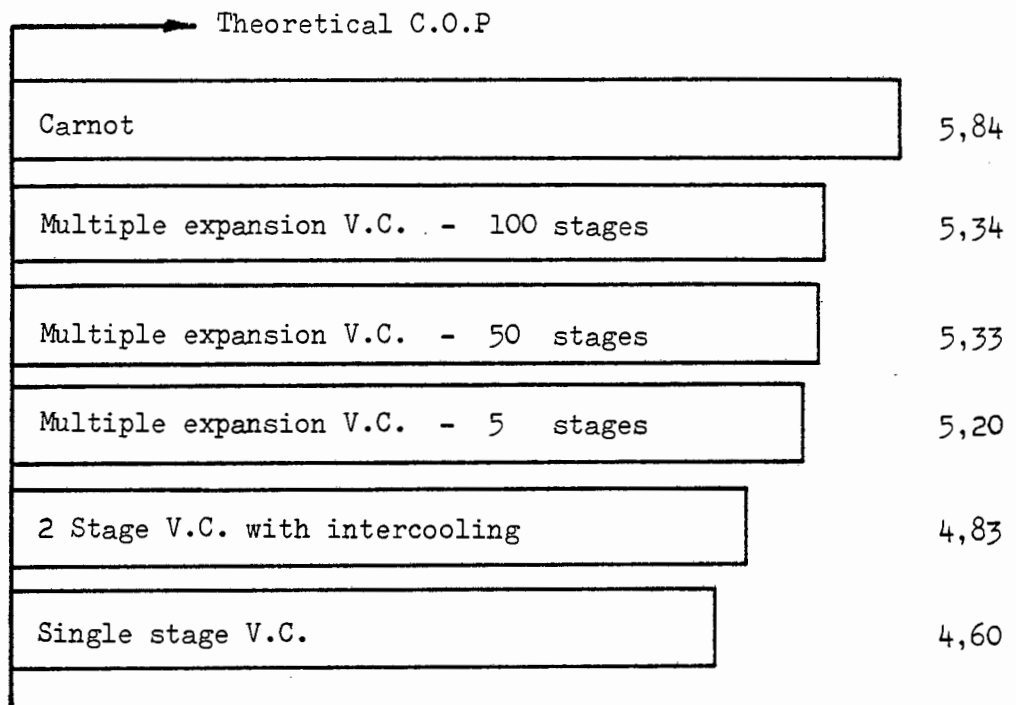 Theoretical C.O.P
Carnot 5,84
Multiple expansion V.C. - 100 stages 5,34
Multiple expansion V.C. - 50 stages 5,33
Multiple expansion V.C. - 5 stages 5,20
2 Stage V.C. with intercooling 4,83
Single stage V.C. 4,60